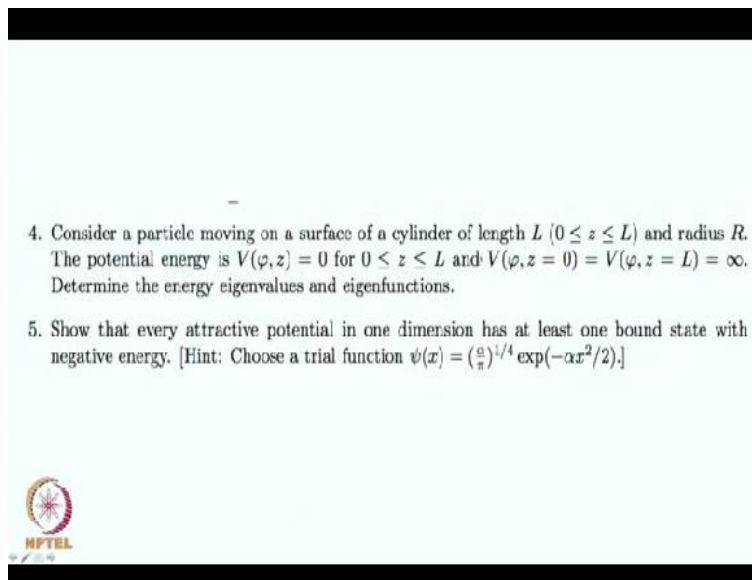 4. Consider a particle moving on a surface of a cylinder of length L (0 ≤ z ≤ L) and radius R.
The potential energy is V(φ, z) = 0 for 0 ≤ z ≤ L and V(φ, z = 0) = V(φ, z = L) = ∞.
Determine the energy eigenvalues and eigenfunctions.
5. Show that every attractive potential in one dimension has at least one bound state with
negative energy. [Hint: Choose a trial function ψ(x) = (α/π)^{1/4} exp(−αx²/2).]
NPTEL